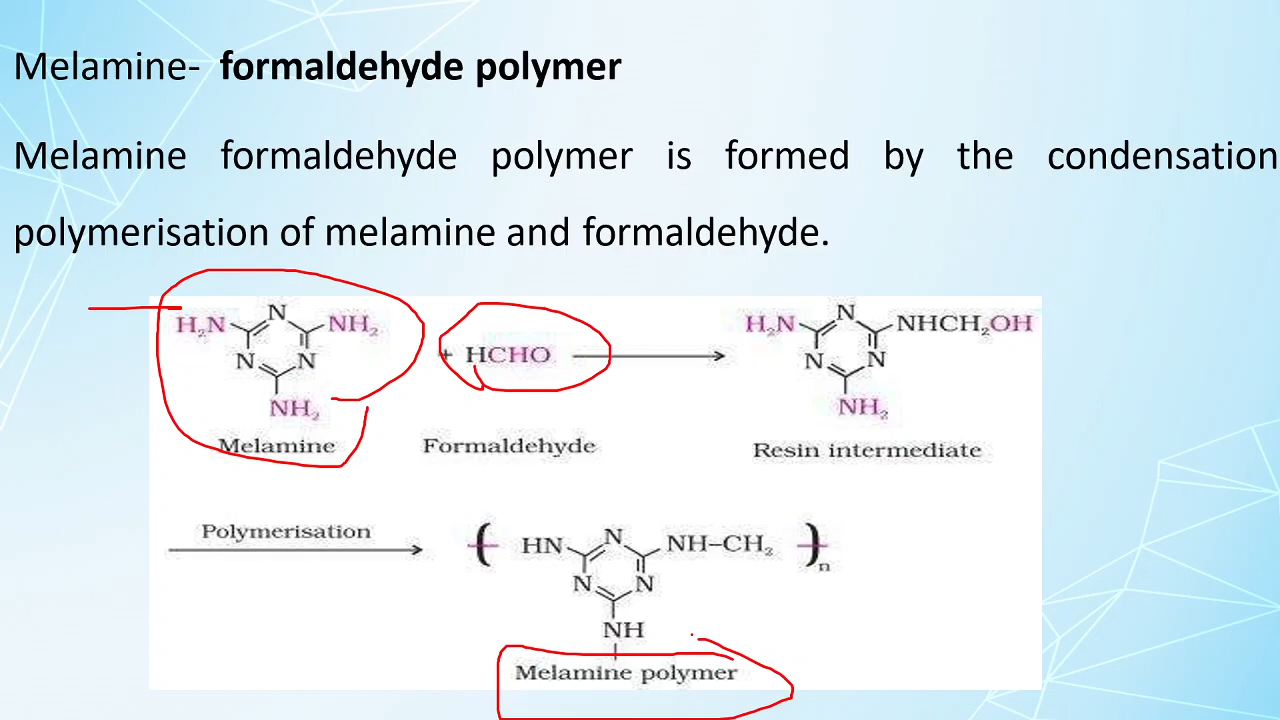 Melamine- formaldehyde polymer
Melamine formaldehyde polymer is formed by the condensation
polymerisation of melamine and formaldehyde.
H₂N N NH₂ N N NH₂
+ HCHO
H₂N N NHCH₂OH N N NH₂
Melamine Formaldehyde Resin intermediate
Polymerisation
( HN N NH–CH₂ )n N N NH
Melamine polymer